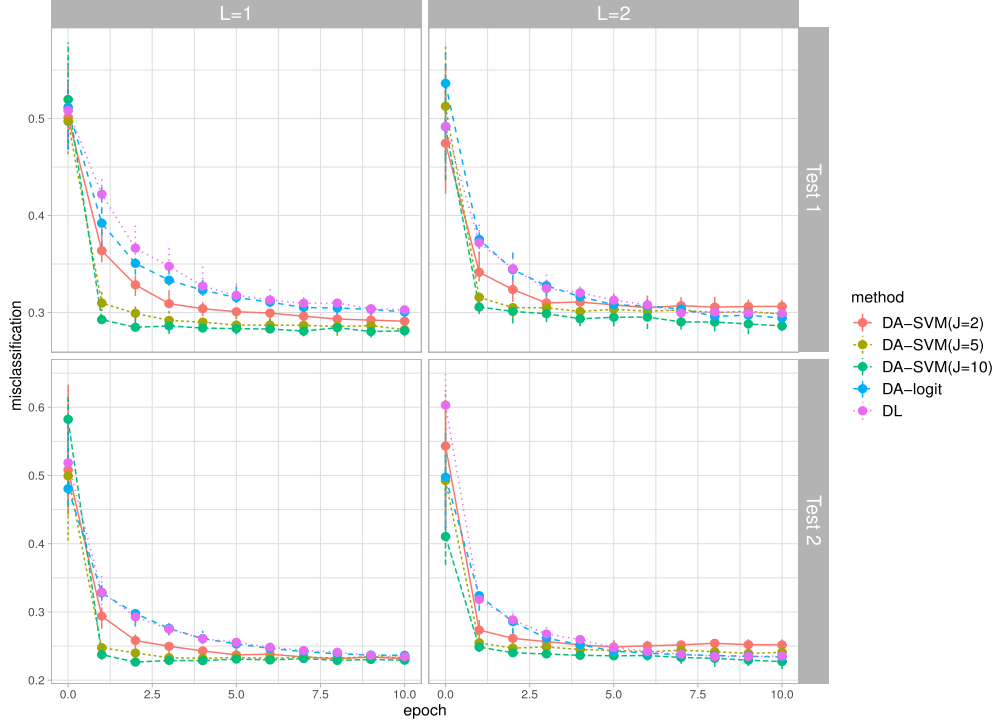 L=1
L=2
0.5
0.4
0.3
Test 1
misclassification
0.6
0.5
0.4
0.3
0.2
Test 2
0.0
2.5
5.0
7.5
10.0
0.0
2.5
5.0
7.5
10.0
epoch
method
DA−SVM(J=2)
DA−SVM(J=5)
DA−SVM(J=10)
DA−logit
DL